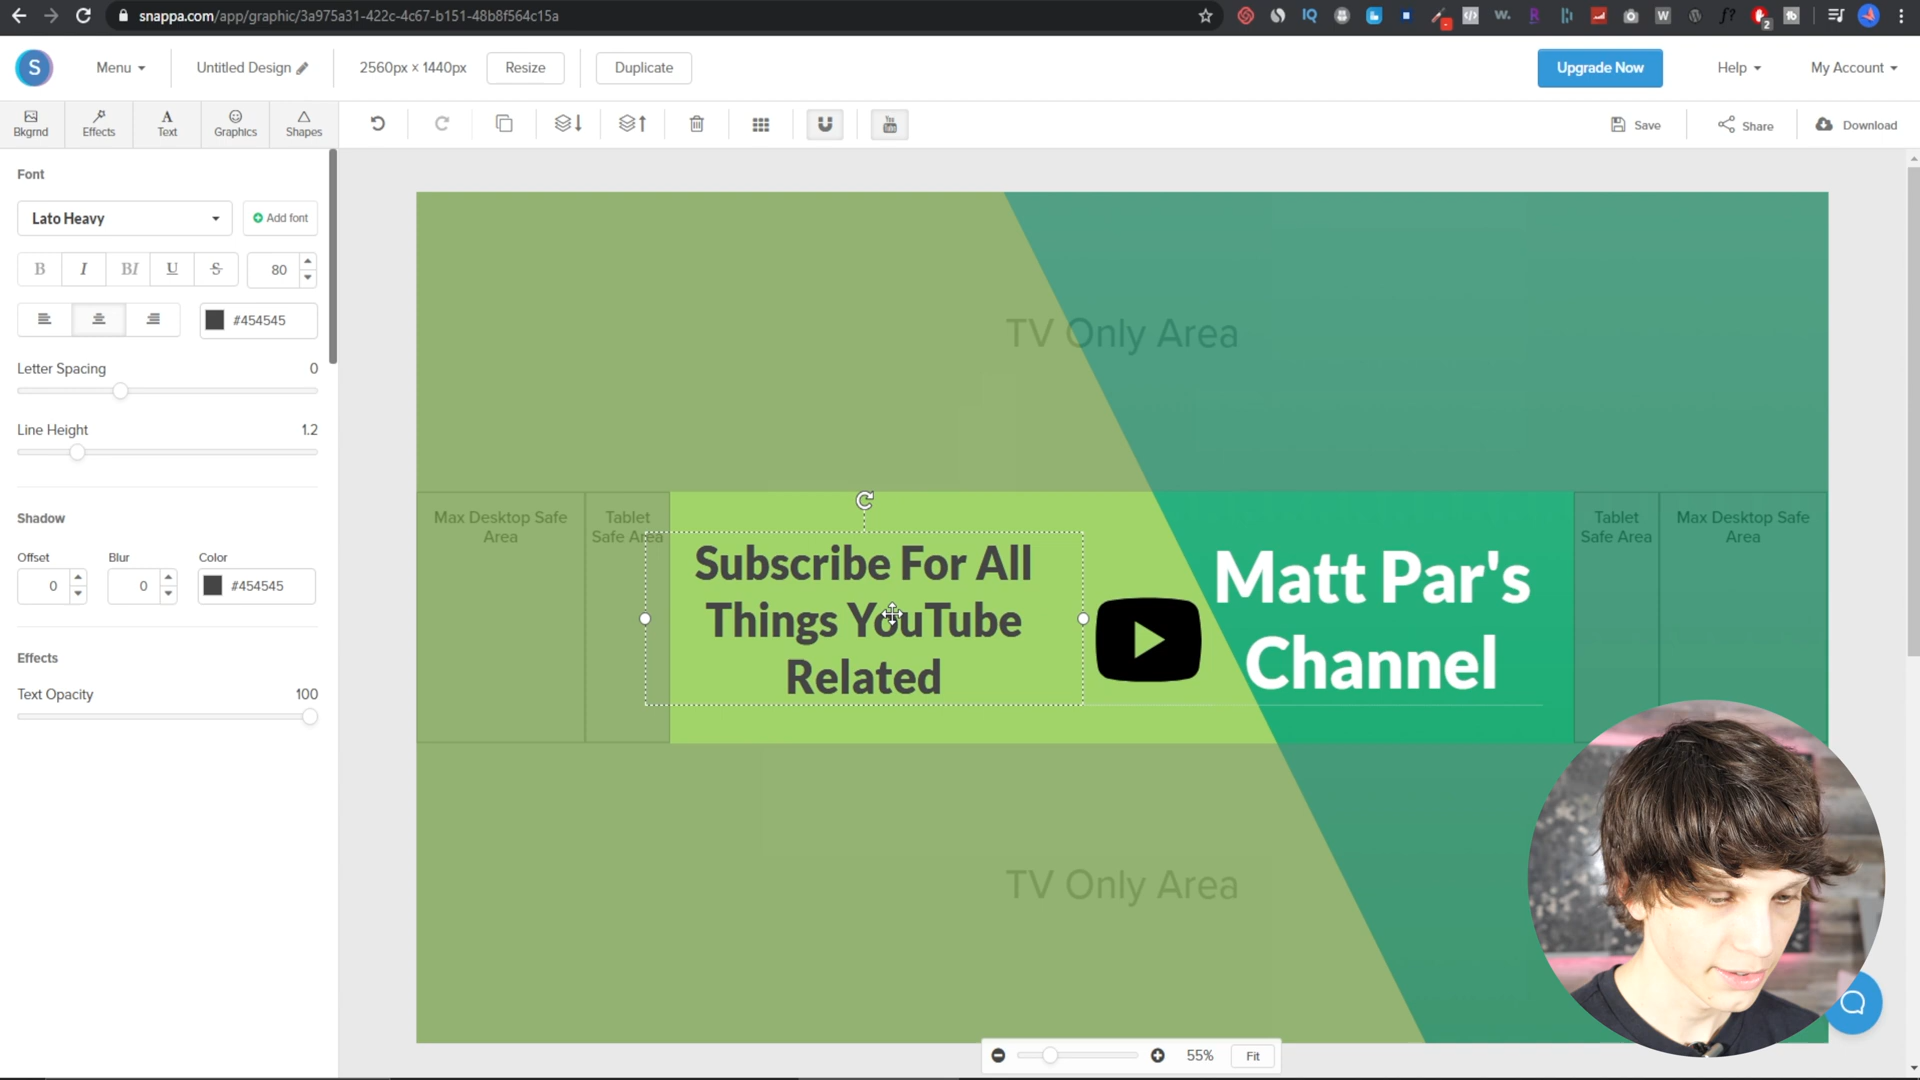 snappa.com/app/graphic/3a975a31-422c-4c67-b151-48b8f564c15a
S
Menu
Untitled Design
2560px × 1440px
Resize
Duplicate
Upgrade Now
Help
My Account
Bkgrnd
Effects
Text
Graphics
Shapes
Save
Share
Download
Font
Lato Heavy
Add font
B
I
BI
U
S
80
#454545
Letter Spacing
0
Line Height
1.2
Shadow
Offset
Blur
Color
0
0
#454545
Effects
Text Opacity
100
TV Only Area
Max Desktop Safe
Area
Tablet
Safe Area
Subscribe For All
Things YouTube
Related
Matt Par's
Channel
Tablet
Safe Area
Max Desktop Safe
Area
TV Only Area
55%
Fit